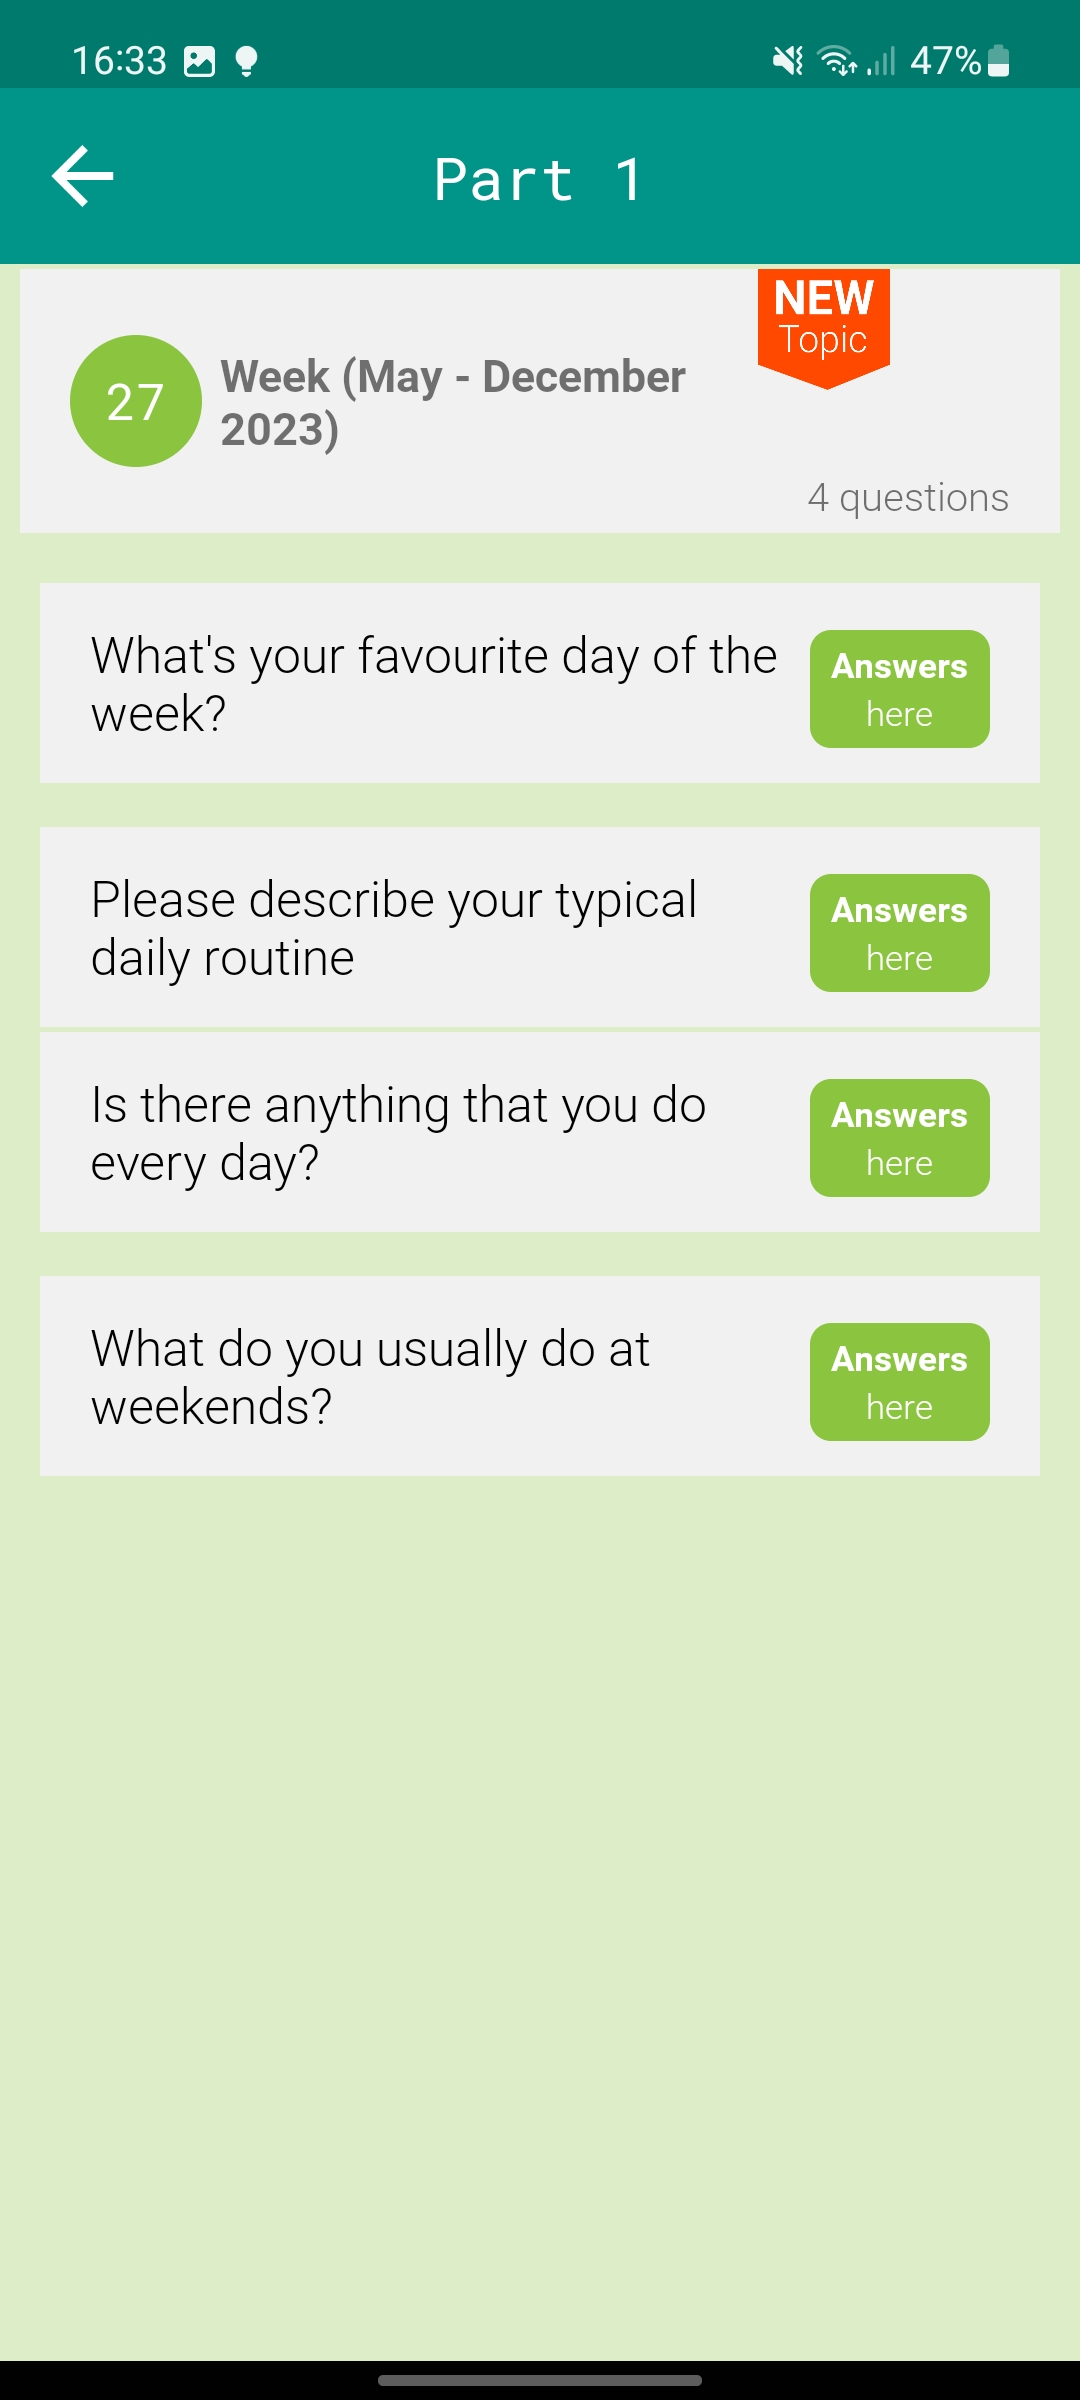 16:33
47%
Part 1
NEW
Topic
27
Week (May - December
2023)
4 questions
What's your favourite day of the
week?
Answers
here
Please describe your typical
daily routine
Answers
here
Is there anything that you do
every day?
Answers
here
What do you usually do at
weekends?
Answers
here